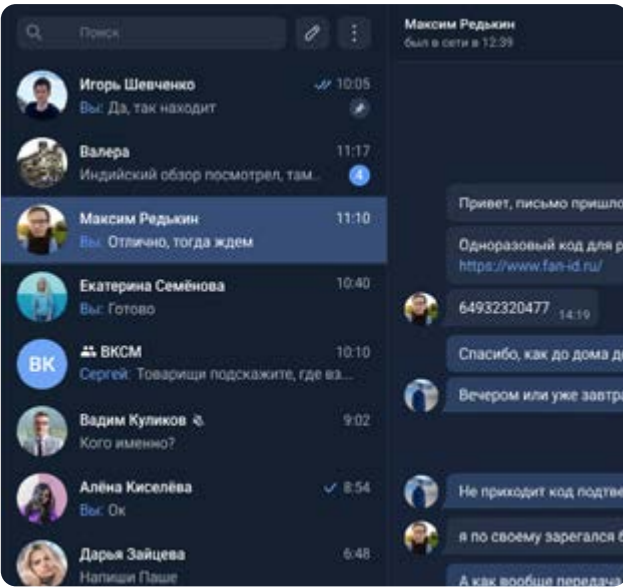 Поиск
Игорь Шевченко 10:05
Вы: Да, так находит
Валера 11:17
Индийский обзор посмотрел, там.. 4
Максим Редькин 11:10
Вы: Отлично, тогда ждем
Екатерина Семёнова 10:40
Вы: Готово
ВК ВКСМ 10:10
Сергей: Товарищи подскажите, где вз...
Вадим Куликов 9:02
Кого именно?
Алёна Киселёва 8:54
Вы: Ок
Дарья Зайцева 6:48
Напиши Паше
Максим Редькин
был в сети в 12:39
Привет, письмо пришло
Одноразовый код для р
https://www.fan-id.ru/
64932320477 14:19
Спасибо, как до дома до
Вечером или уже завтра
Не приходит код подтве
я по своему зарегался б
А как вообще передача